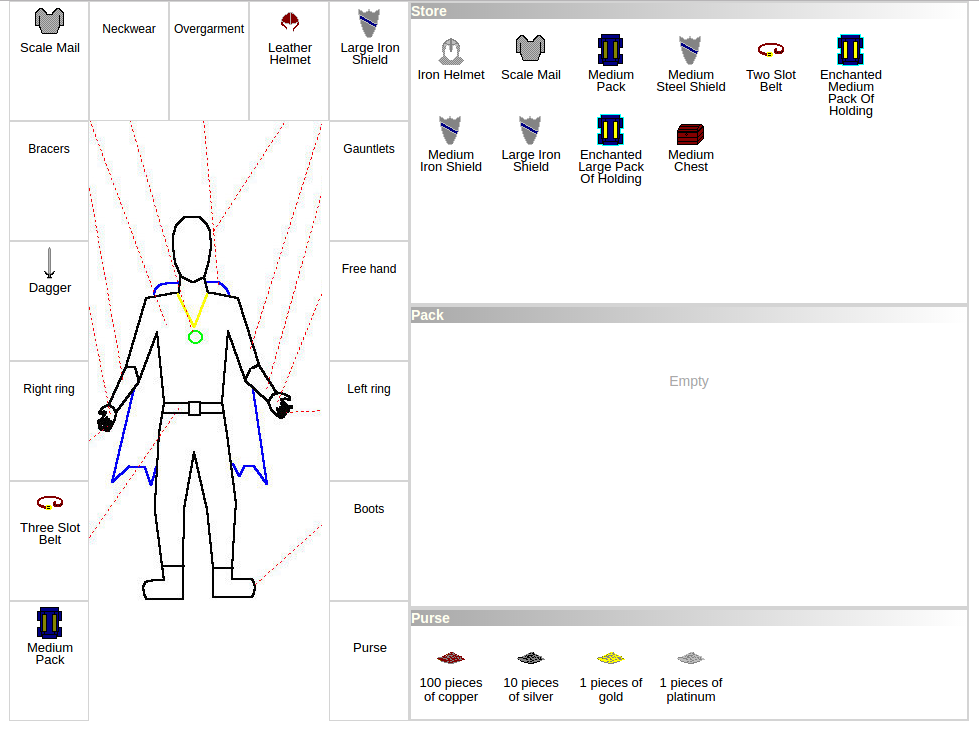 Scale Mail
Neckwear
Overgarment
Leather
Helmet
Large Iron
Shield
Bracers
Gauntlets
Dagger
Free hand
Right ring
Left ring
Three Slot
Belt
Boots
Medium
Pack
Purse
Store
Iron Helmet
Scale Mail
Medium
Pack
Medium
Steel Shield
Two Slot
Belt
Enchanted
Medium
Pack Of
Holding
Medium
Iron Shield
Large Iron
Shield
Enchanted
Large Pack
Of Holding
Medium
Chest
Pack
Empty
Purse
100 pieces
of copper
10 pieces
of silver
1 pieces of
gold
1 pieces of
platinum